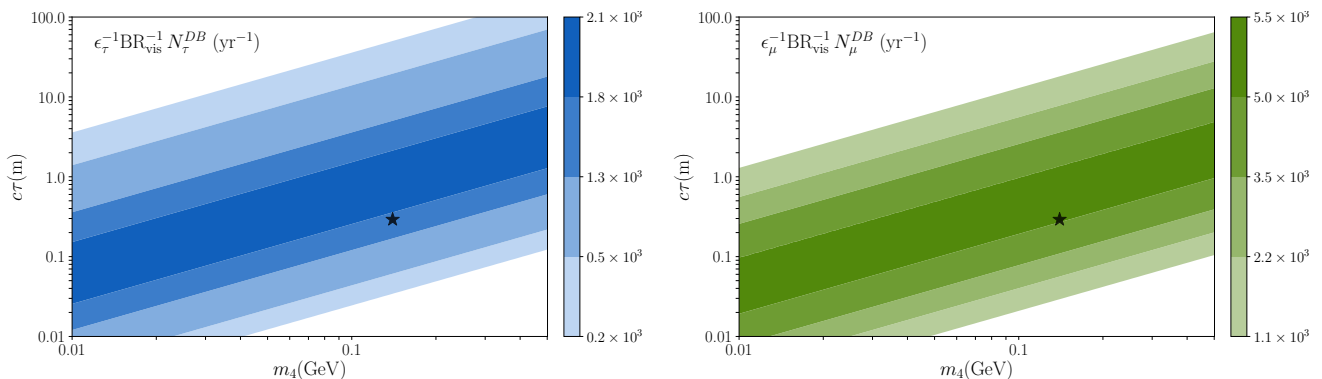 ϵ_τ^{-1} BR_vis^{-1} N_τ^{DB} (yr^{-1})
100.0
10.0
1.0
0.1
0.01
cτ(m)
0.01
0.1
m_4(GeV)
2.1 × 10^3
1.8 × 10^3
1.3 × 10^3
0.5 × 10^3
0.2 × 10^3
ϵ_μ^{-1} BR_vis^{-1} N_μ^{DB} (yr^{-1})
100.0
10.0
1.0
0.1
0.01
cτ(m)
0.01
0.1
m_4(GeV)
5.5 × 10^3
5.0 × 10^3
3.5 × 10^3
2.2 × 10^3
1.1 × 10^3